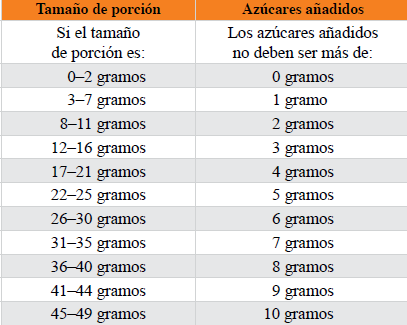 Tamaño de porción Azúcares añadidos
Si el tamaño Los azúcares añadidos
de porción es: no deben ser más de:
0–2 gramos 0 gramos
3–7 gramos 1 gramo
8–11 gramos 2 gramos
12–16 gramos 3 gramos
17–21 gramos 4 gramos
22–25 gramos 5 gramos
26–30 gramos 6 gramos
31–35 gramos 7 gramos
36–40 gramos 8 gramos
41–44 gramos 9 gramos
45–49 gramos 10 gramos